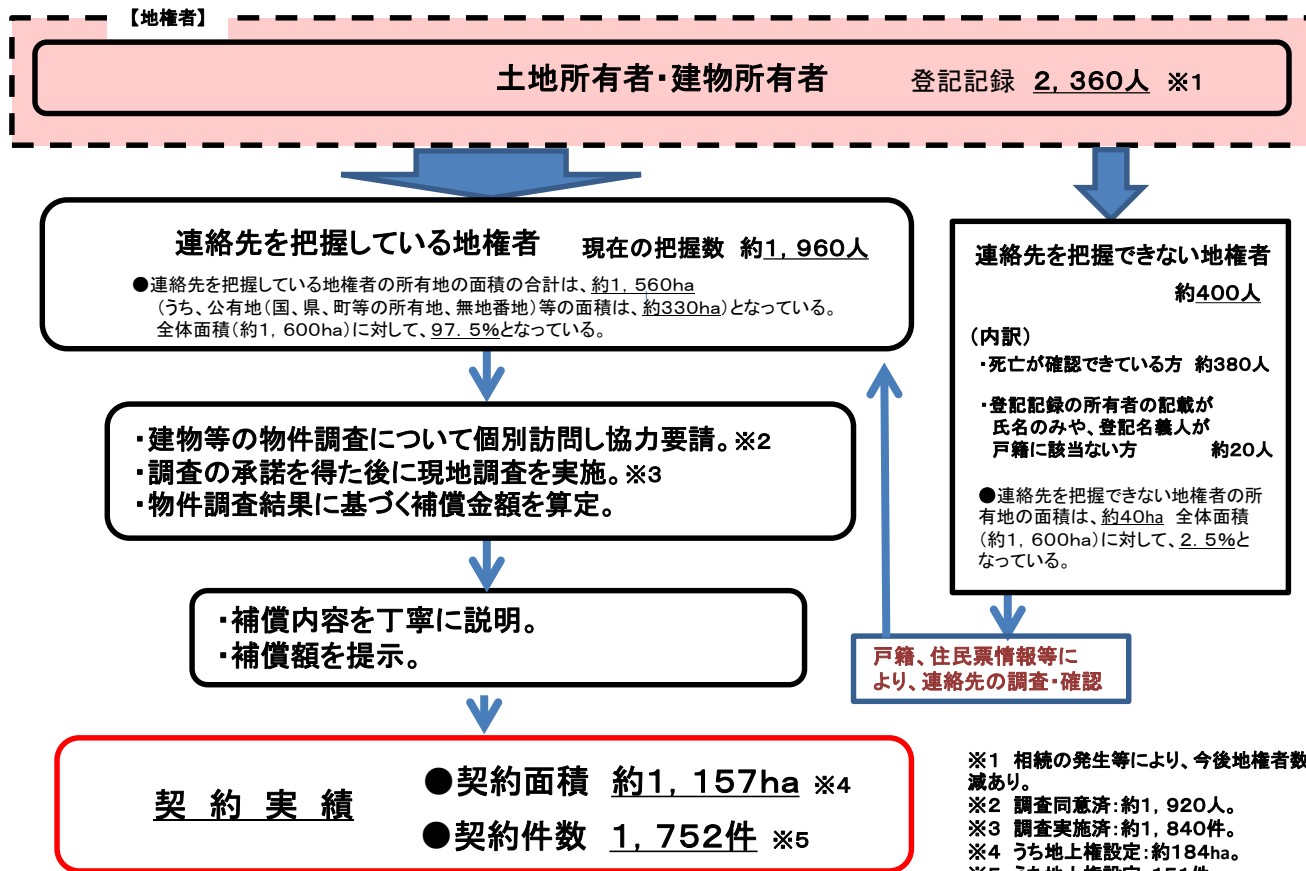 【地権者】
土地所有者・建物所有者 登記記録 2,360人 ※1
連絡先を把握している地権者 現在の把握数 約1,960人
●連絡先を把握している地権者の所有地の面積の合計は、約1,560ha
(うち、公有地(国、県、町等の所有地、無地番地)等の面積は、約330ha)となっている。
全体面積(約1,600ha)に対して、97.5%となっている。
連絡先を把握できない地権者
約400人
(内訳)
・死亡が確認できている方 約380人
・登記記録の所有者の記載が
氏名のみや、登記名義人が
戸籍に該当ない方 約20人
●連絡先を把握できない地権者の所
有地の面積は、約40ha 全体面積
(約1,600ha)に対して、2.5%と
なっている。
・建物等の物件調査について個別訪問し協力要請。※2
・調査の承諾を得た後に現地調査を実施。※3
・物件調査結果に基づく補償金額を算定。
・補償内容を丁寧に説明。
・補償額を提示。
戸籍、住民票情報等に
より、連絡先の調査・確認
契約実績
●契約面積 約1,157ha ※4
●契約件数 1,752件 ※5
※1 相続の発生等により、今後地権者数
減あり。
※2 調査同意済:約1,920人。
※3 調査実施済:約1,840件。
※4 うち地上権設定:約184ha。
※5 うち地上権設定:151件